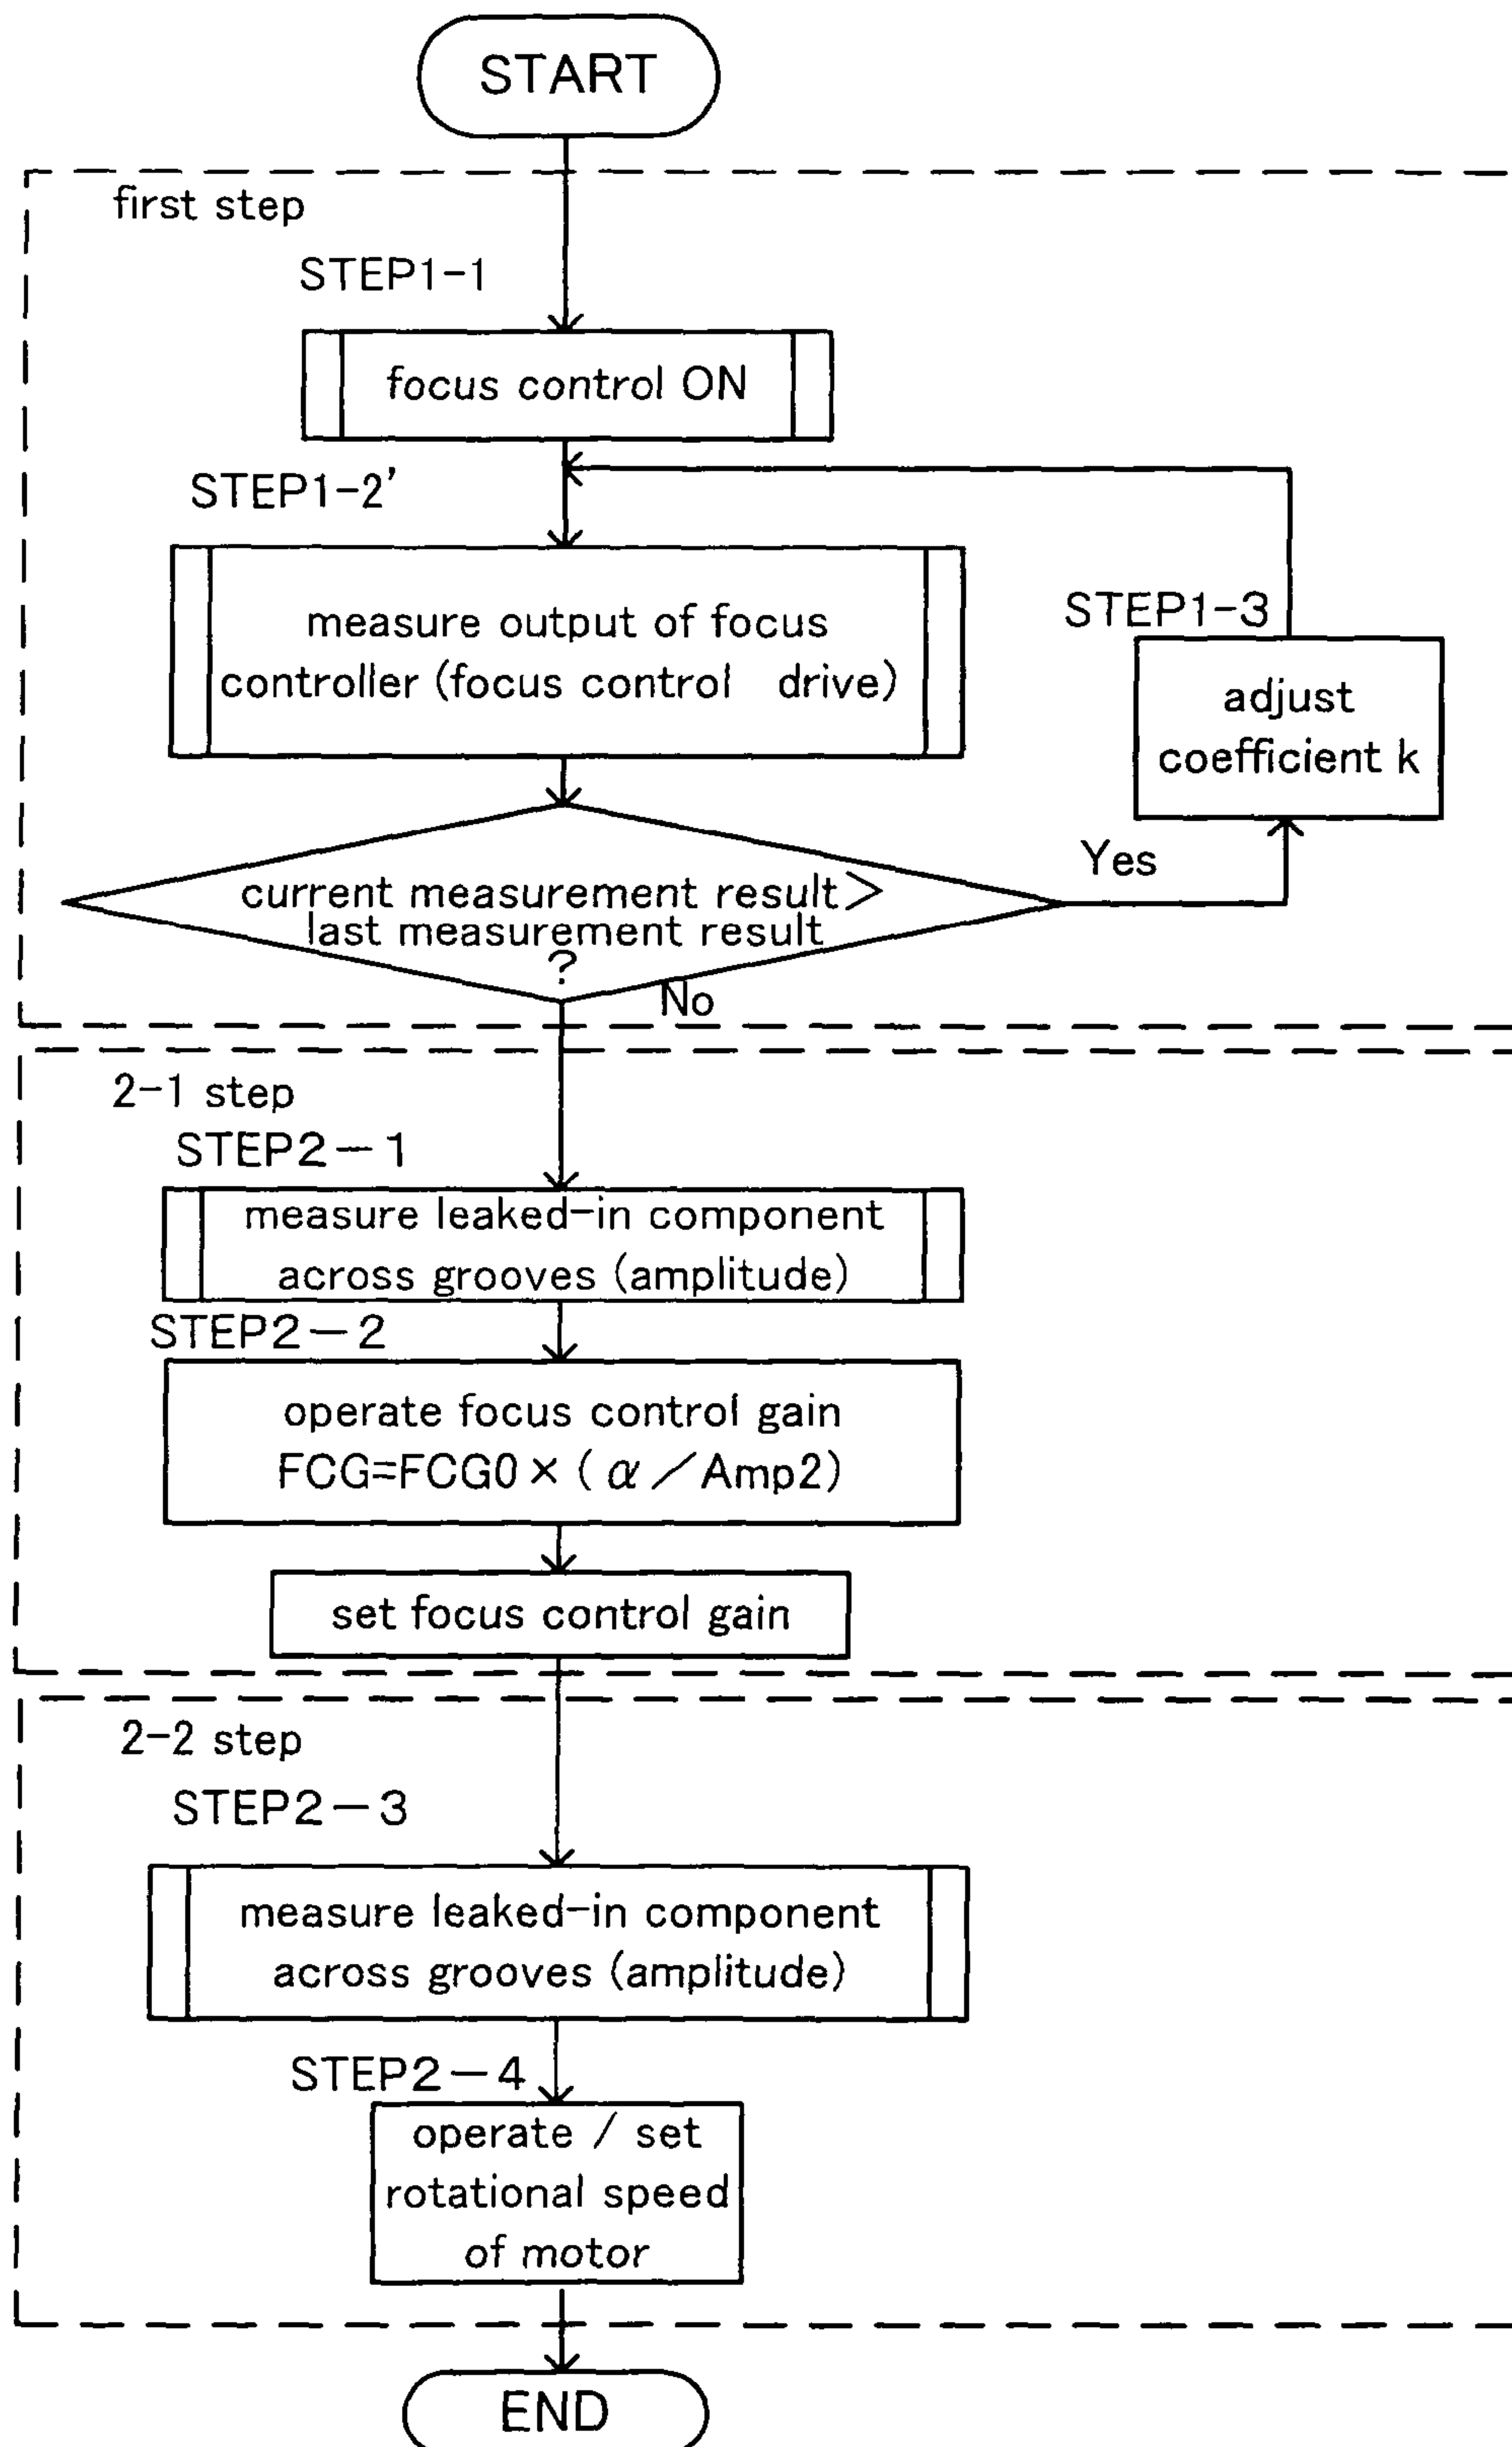 START
first step
STEP1-1
focus control ON
STEP1-2'
measure output of focus
controller (focus control drive)
STEP1-3
adjust
coefficient k
Yes
current measurement result>
last measurement result
?
No
2-1 step
STEP2-1
measure leaked-in component
across grooves (amplitude)
STEP2-2
operate focus control gain
FCG=FCG0×(α/Amp2)
set focus control gain
2-2 step
STEP2-3
measure leaked-in component
across grooves (amplitude)
STEP2-4
operate / set
rotational speed
of motor
END